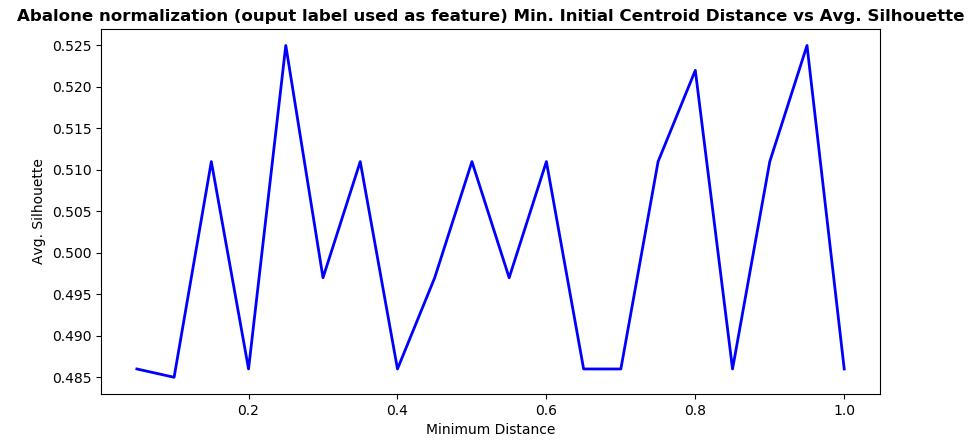 Abalone normalization (ouput label used as feature) Min. Initial Centroid Distance vs Avg. Silhouette
0.525
0.520
0.515
0.510
0.505
0.500
0.495
0.490
0.485
Avg. Silhouette
0.2 0.4 0.6 0.8 1.0
Minimum Distance